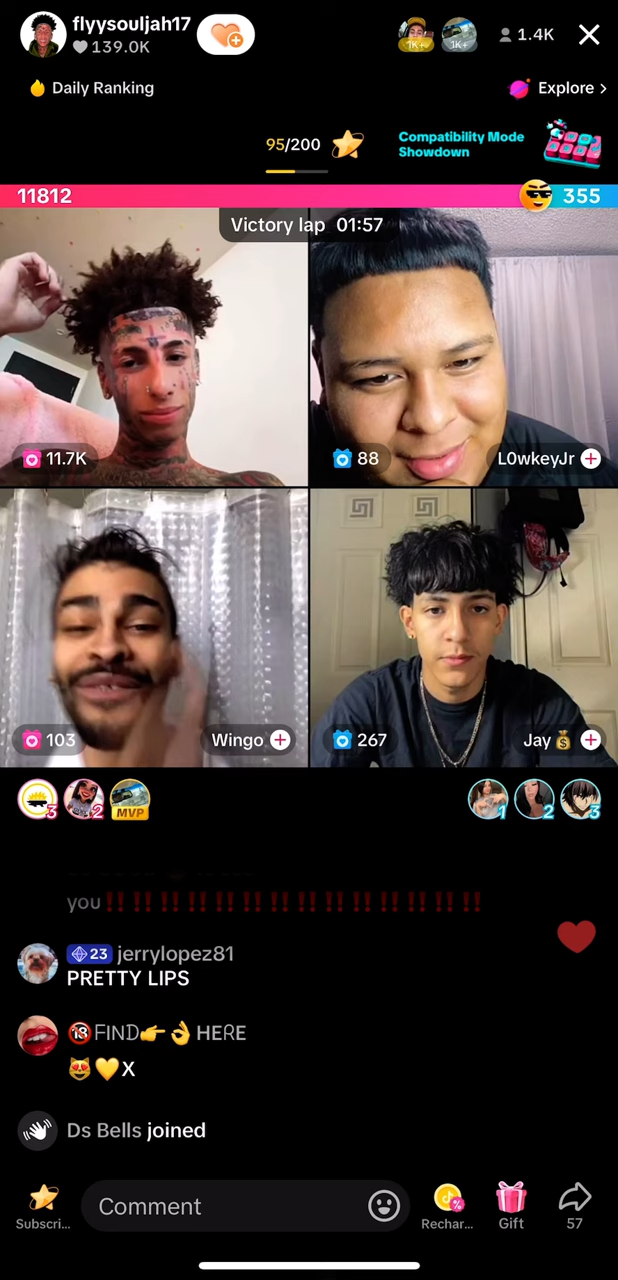 flyysouljah17
139.0K
1K+
1K+
1.4K
Daily Ranking
Explore >
95/200
Compatibility Mode
Showdown
11812
355
Victory lap 01:57
11.7K
88
L0wkeyJr
103
Wingo
267
Jay💰
3
2
MVP
1
2
3
you‼️‼️‼️‼️‼️‼️‼️‼️‼️‼️‼️‼️‼️‼️
23 jerrylopez81
PRETTY LIPS
🔞FIND👉👌HERE
😻💛X
Ds Bells joined
Subscri...
Comment
Rechar...
Gift
57